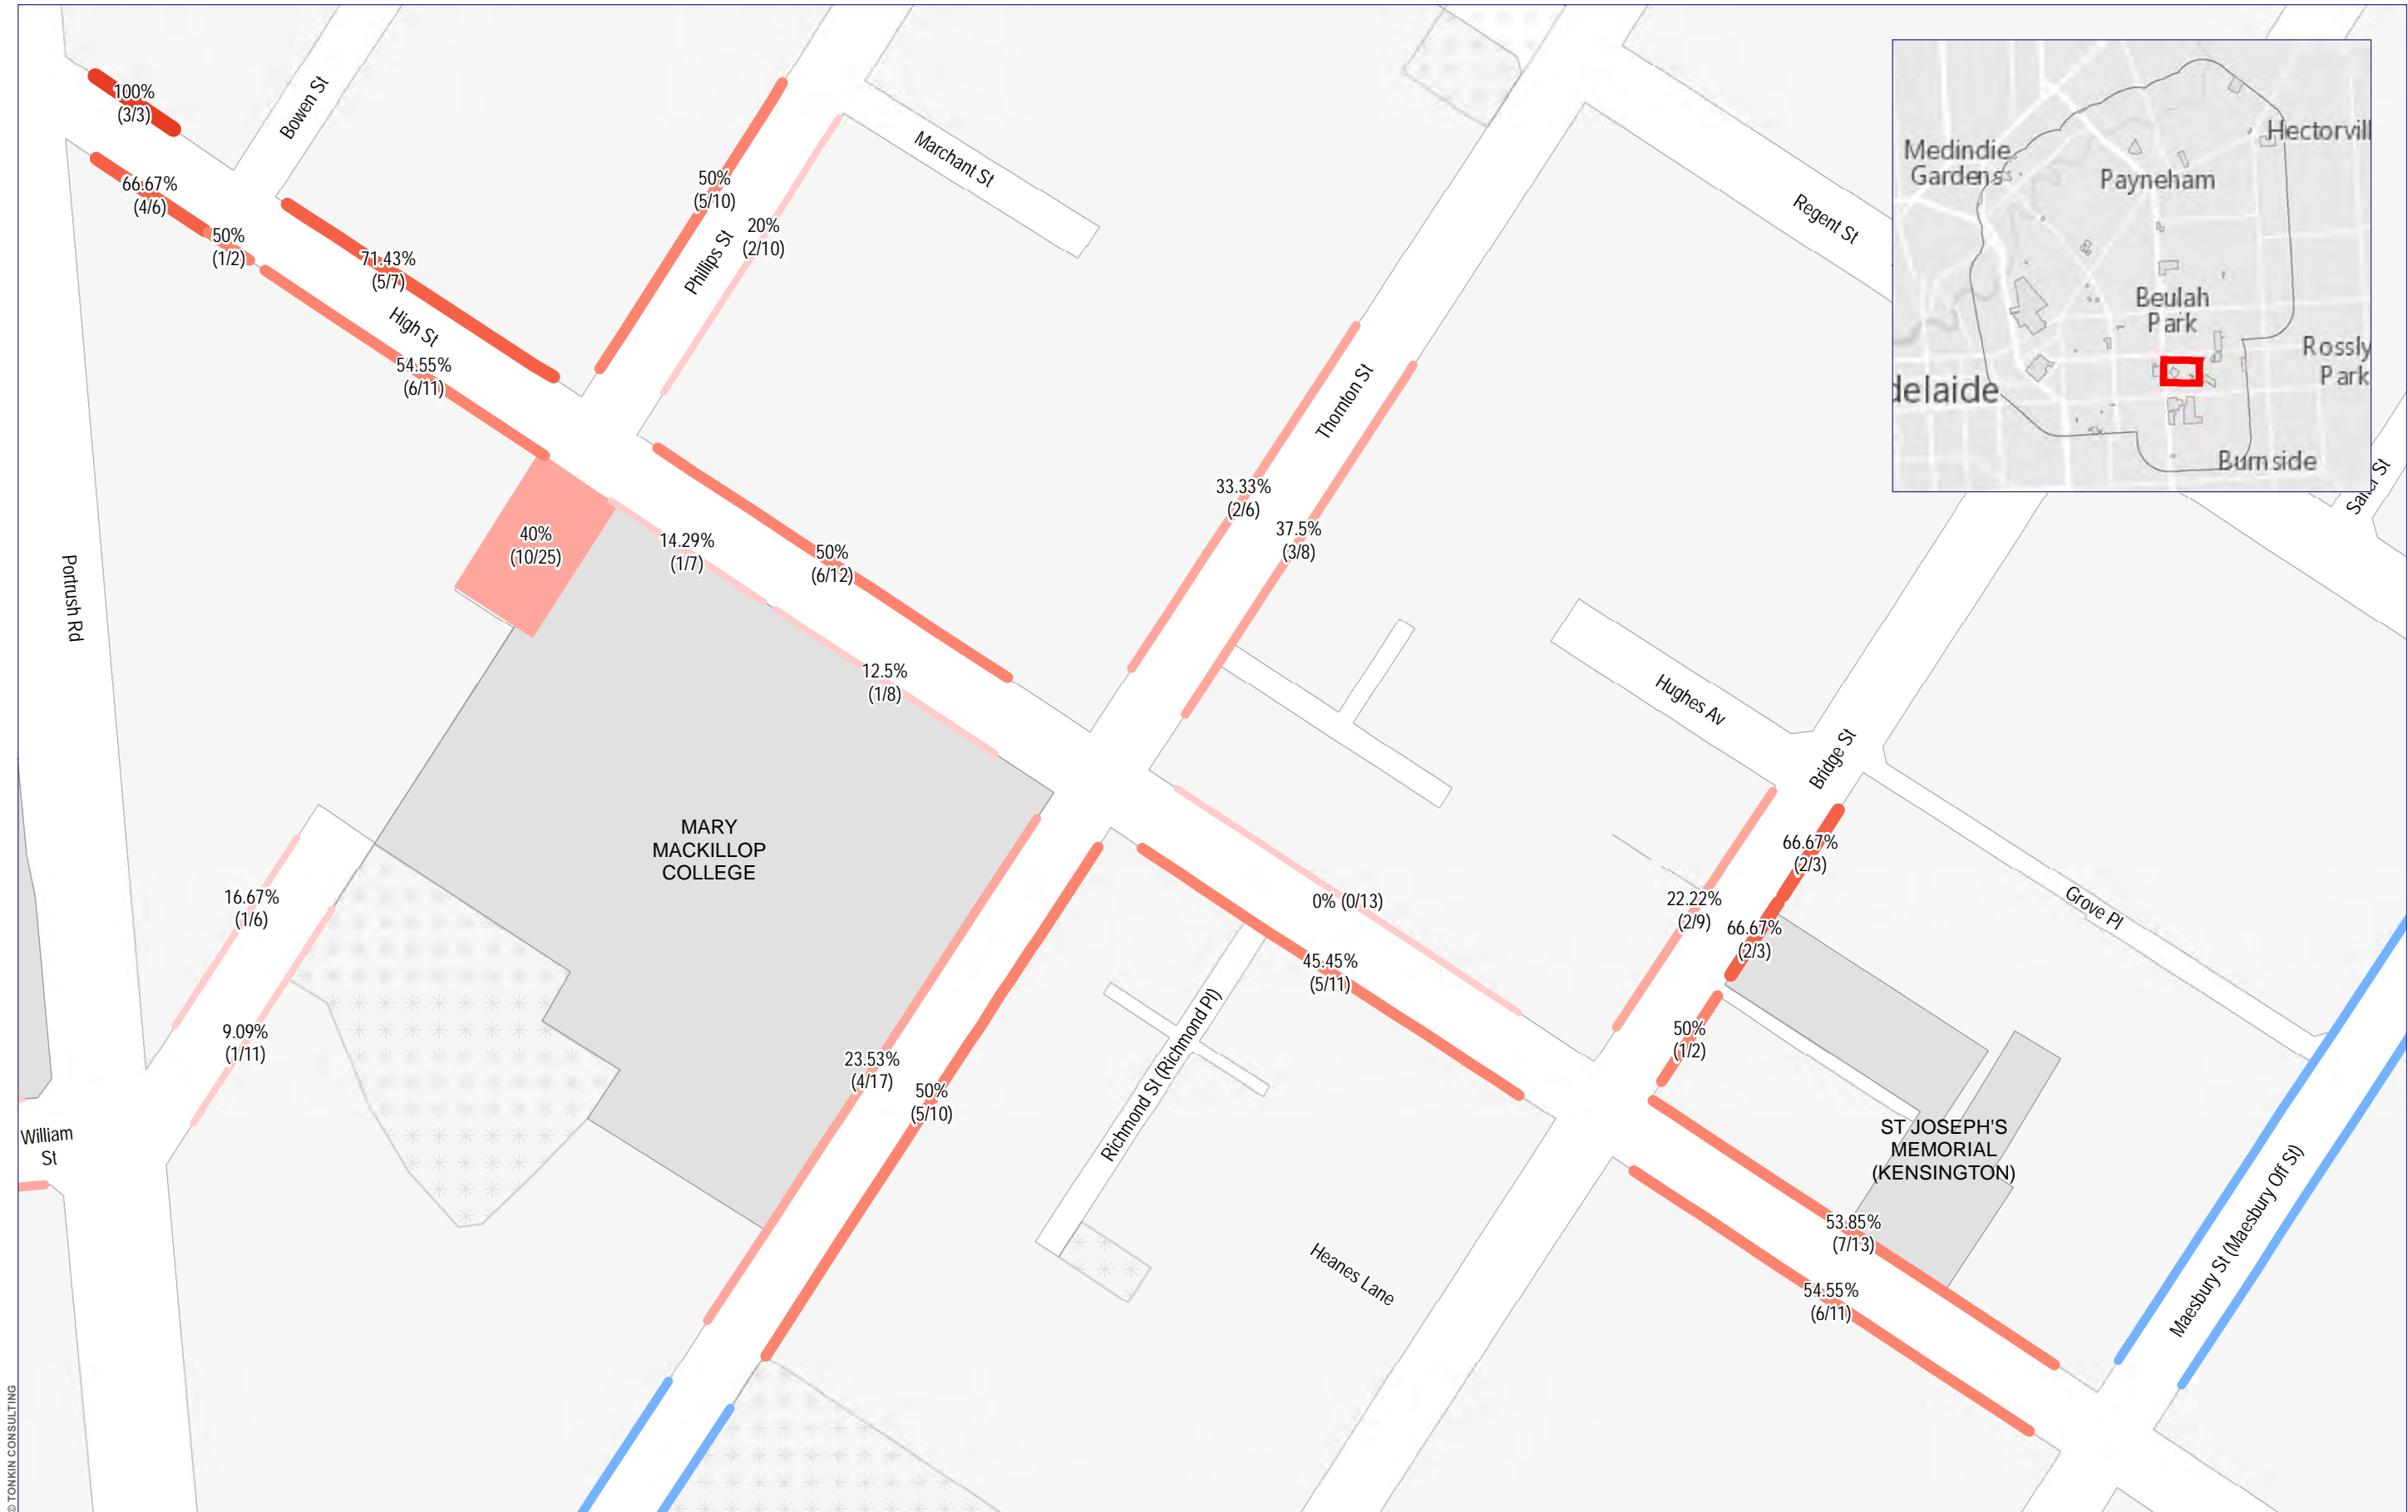 100%
(3/3)
Bowen St
66.67%
(4/6)
50%
(1/2)
71.43%
(5/7)
High St
54.55%
(6/11)
50%
(5/10)
Phillips St
20%
(2/10)
Marchant St
Regent St
Medindie
Gardens
Hectorvill
Payneham
Beulah
Park
Rossly
Park
delaide
Burnside
Thornton St
33.33%
(2/6)
37.5%
(3/8)
40%
(10/25)
14.29%
(1/7)
50%
(6/12)
12.5%
(1/8)
Portrush Rd
Hughes Av
Bridge St
MARY
MACKILLOP
COLLEGE
16.67%
(1/6)
9.09%
(1/11)
William
St
23.53%
(4/17)
50%
(5/10)
0% (0/13)
45.45%
(5/11)
Richmond St (Richmond Pl)
Heanes Lane
22.22%
(2/9)
66.67%
(2/3)
66.67%
(2/3)
50%
(1/2)
Grove Pl
ST JOSEPH'S
MEMORIAL
(KENSINGTON)
53.85%
(7/13)
54.55%
(6/11)
Maesbury St (Maesbury Off St)
© TONKIN CONSULTING